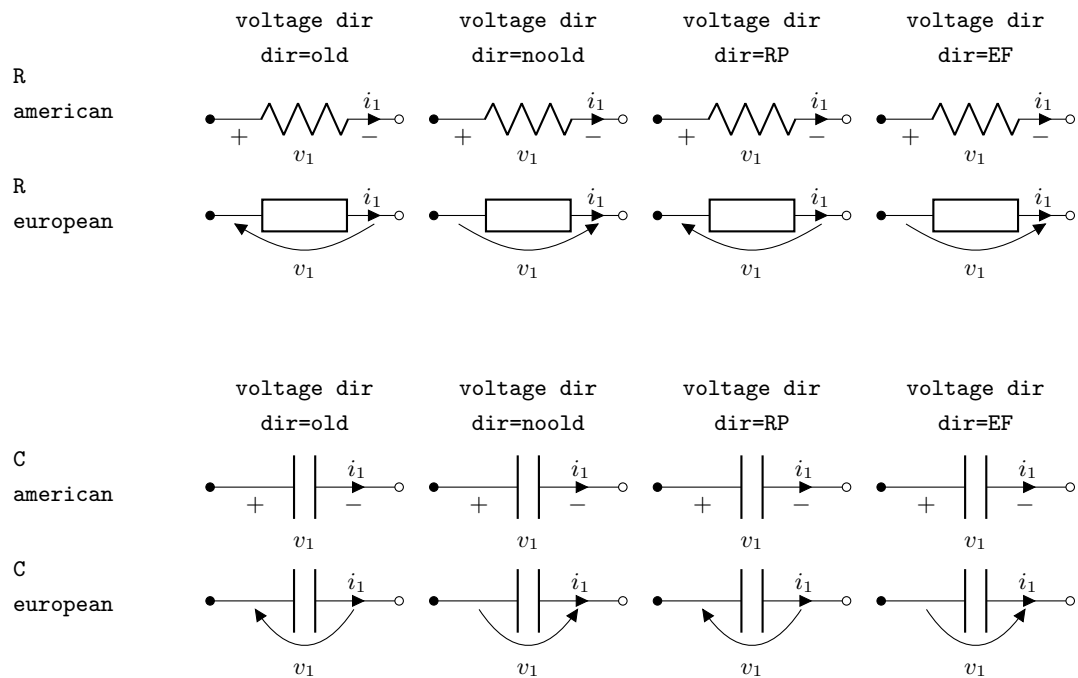 voltage dir voltage dir voltage dir voltage dir
dir=old dir=noold dir=RP dir=EF
R
american
i₁ i₁ i₁ i₁
+ − + − + − + −
v₁ v₁ v₁ v₁
R
european
i₁ i₁ i₁ i₁
v₁ v₁ v₁ v₁
voltage dir voltage dir voltage dir voltage dir
dir=old dir=noold dir=RP dir=EF
C
american
i₁ i₁ i₁ i₁
+ − + − + − + −
v₁ v₁ v₁ v₁
C
european
i₁ i₁ i₁ i₁
v₁ v₁ v₁ v₁